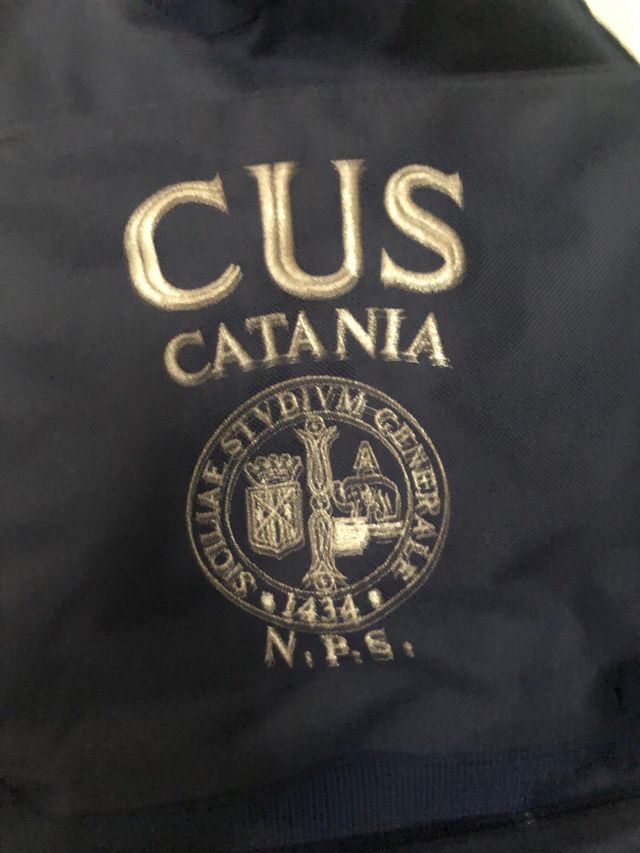 CUS
CATANIA
SICILIAE STVDIVM GENERALE
1434
N.P.S.